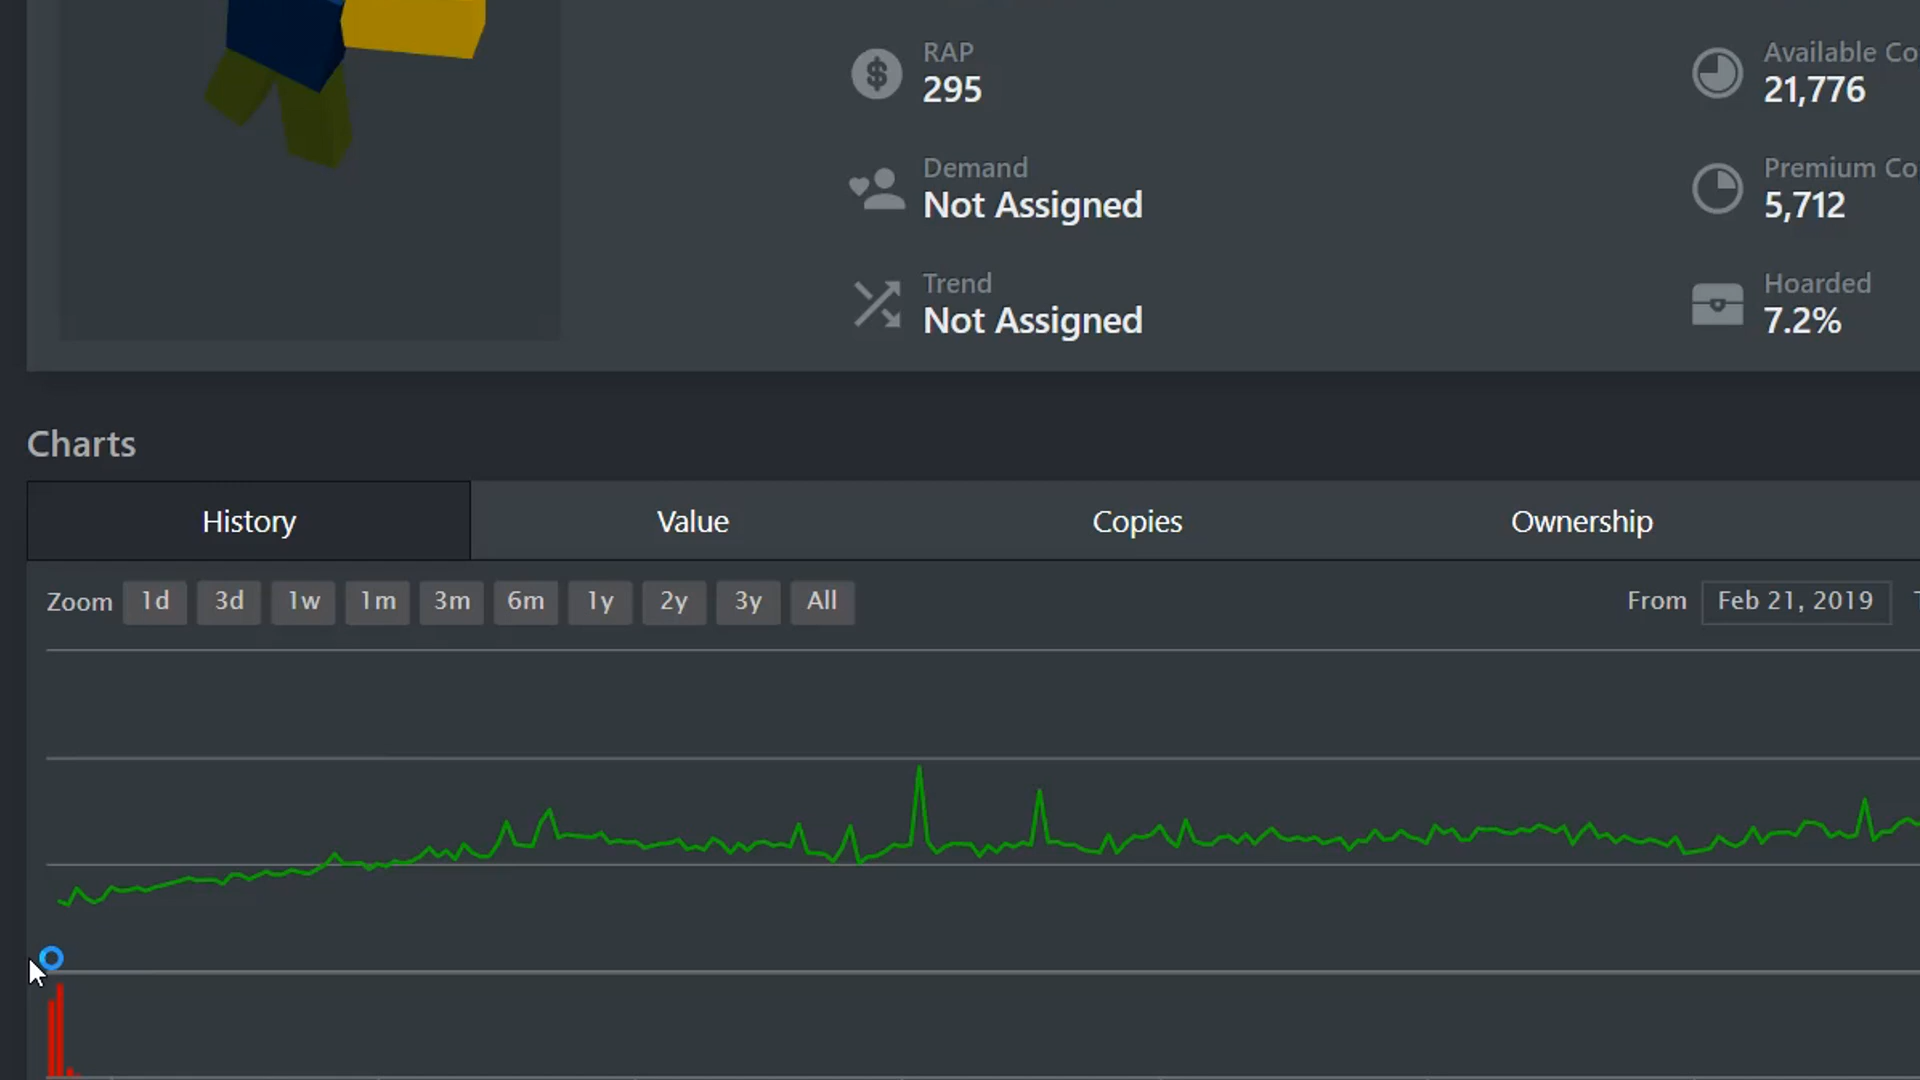 RAP
295
Available Co
21,776
Demand
Not Assigned
Premium Co
5,712
Trend
Not Assigned
Hoarded
7.2%
Charts
History Value Copies Ownership
Zoom 1d 3d 1w 1m 3m 6m 1y 2y 3y All From Feb 21, 2019